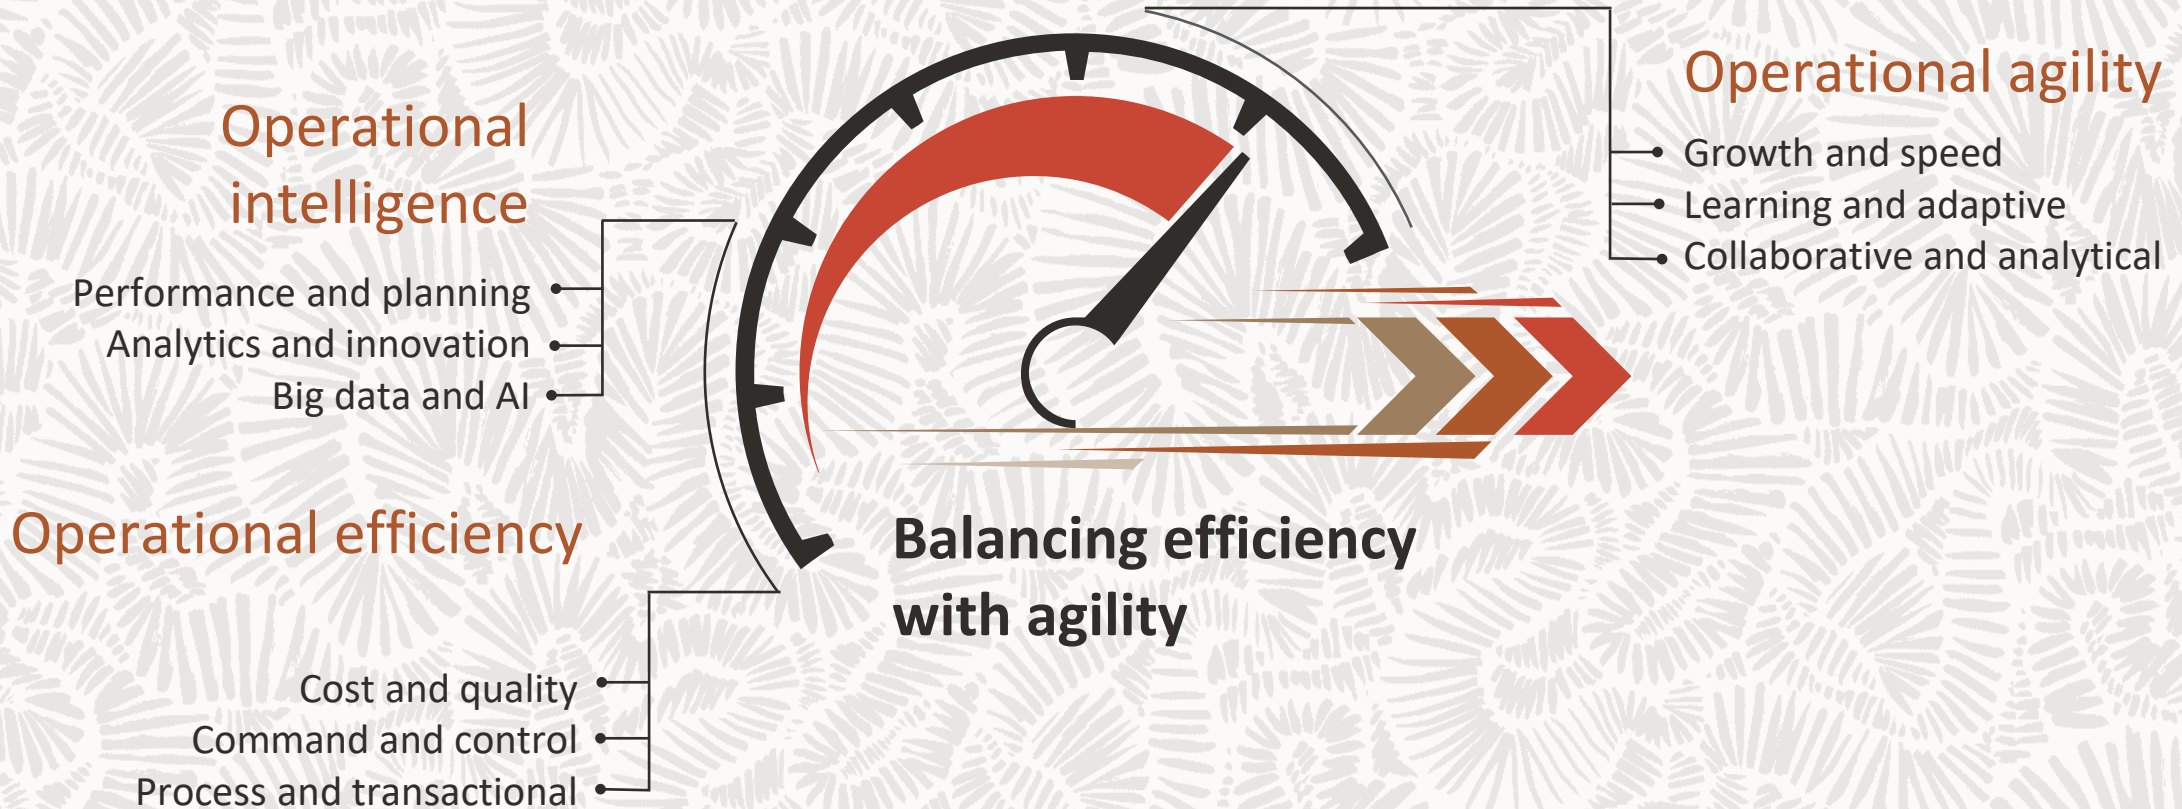 Operational
intelligence
Performance and planning
Analytics and innovation
Big data and AI
Operational efficiency
Cost and quality
Command and control
Process and transactional
Balancing efficiency
with agility
Operational agility
Growth and speed
Learning and adaptive
Collaborative and analytical